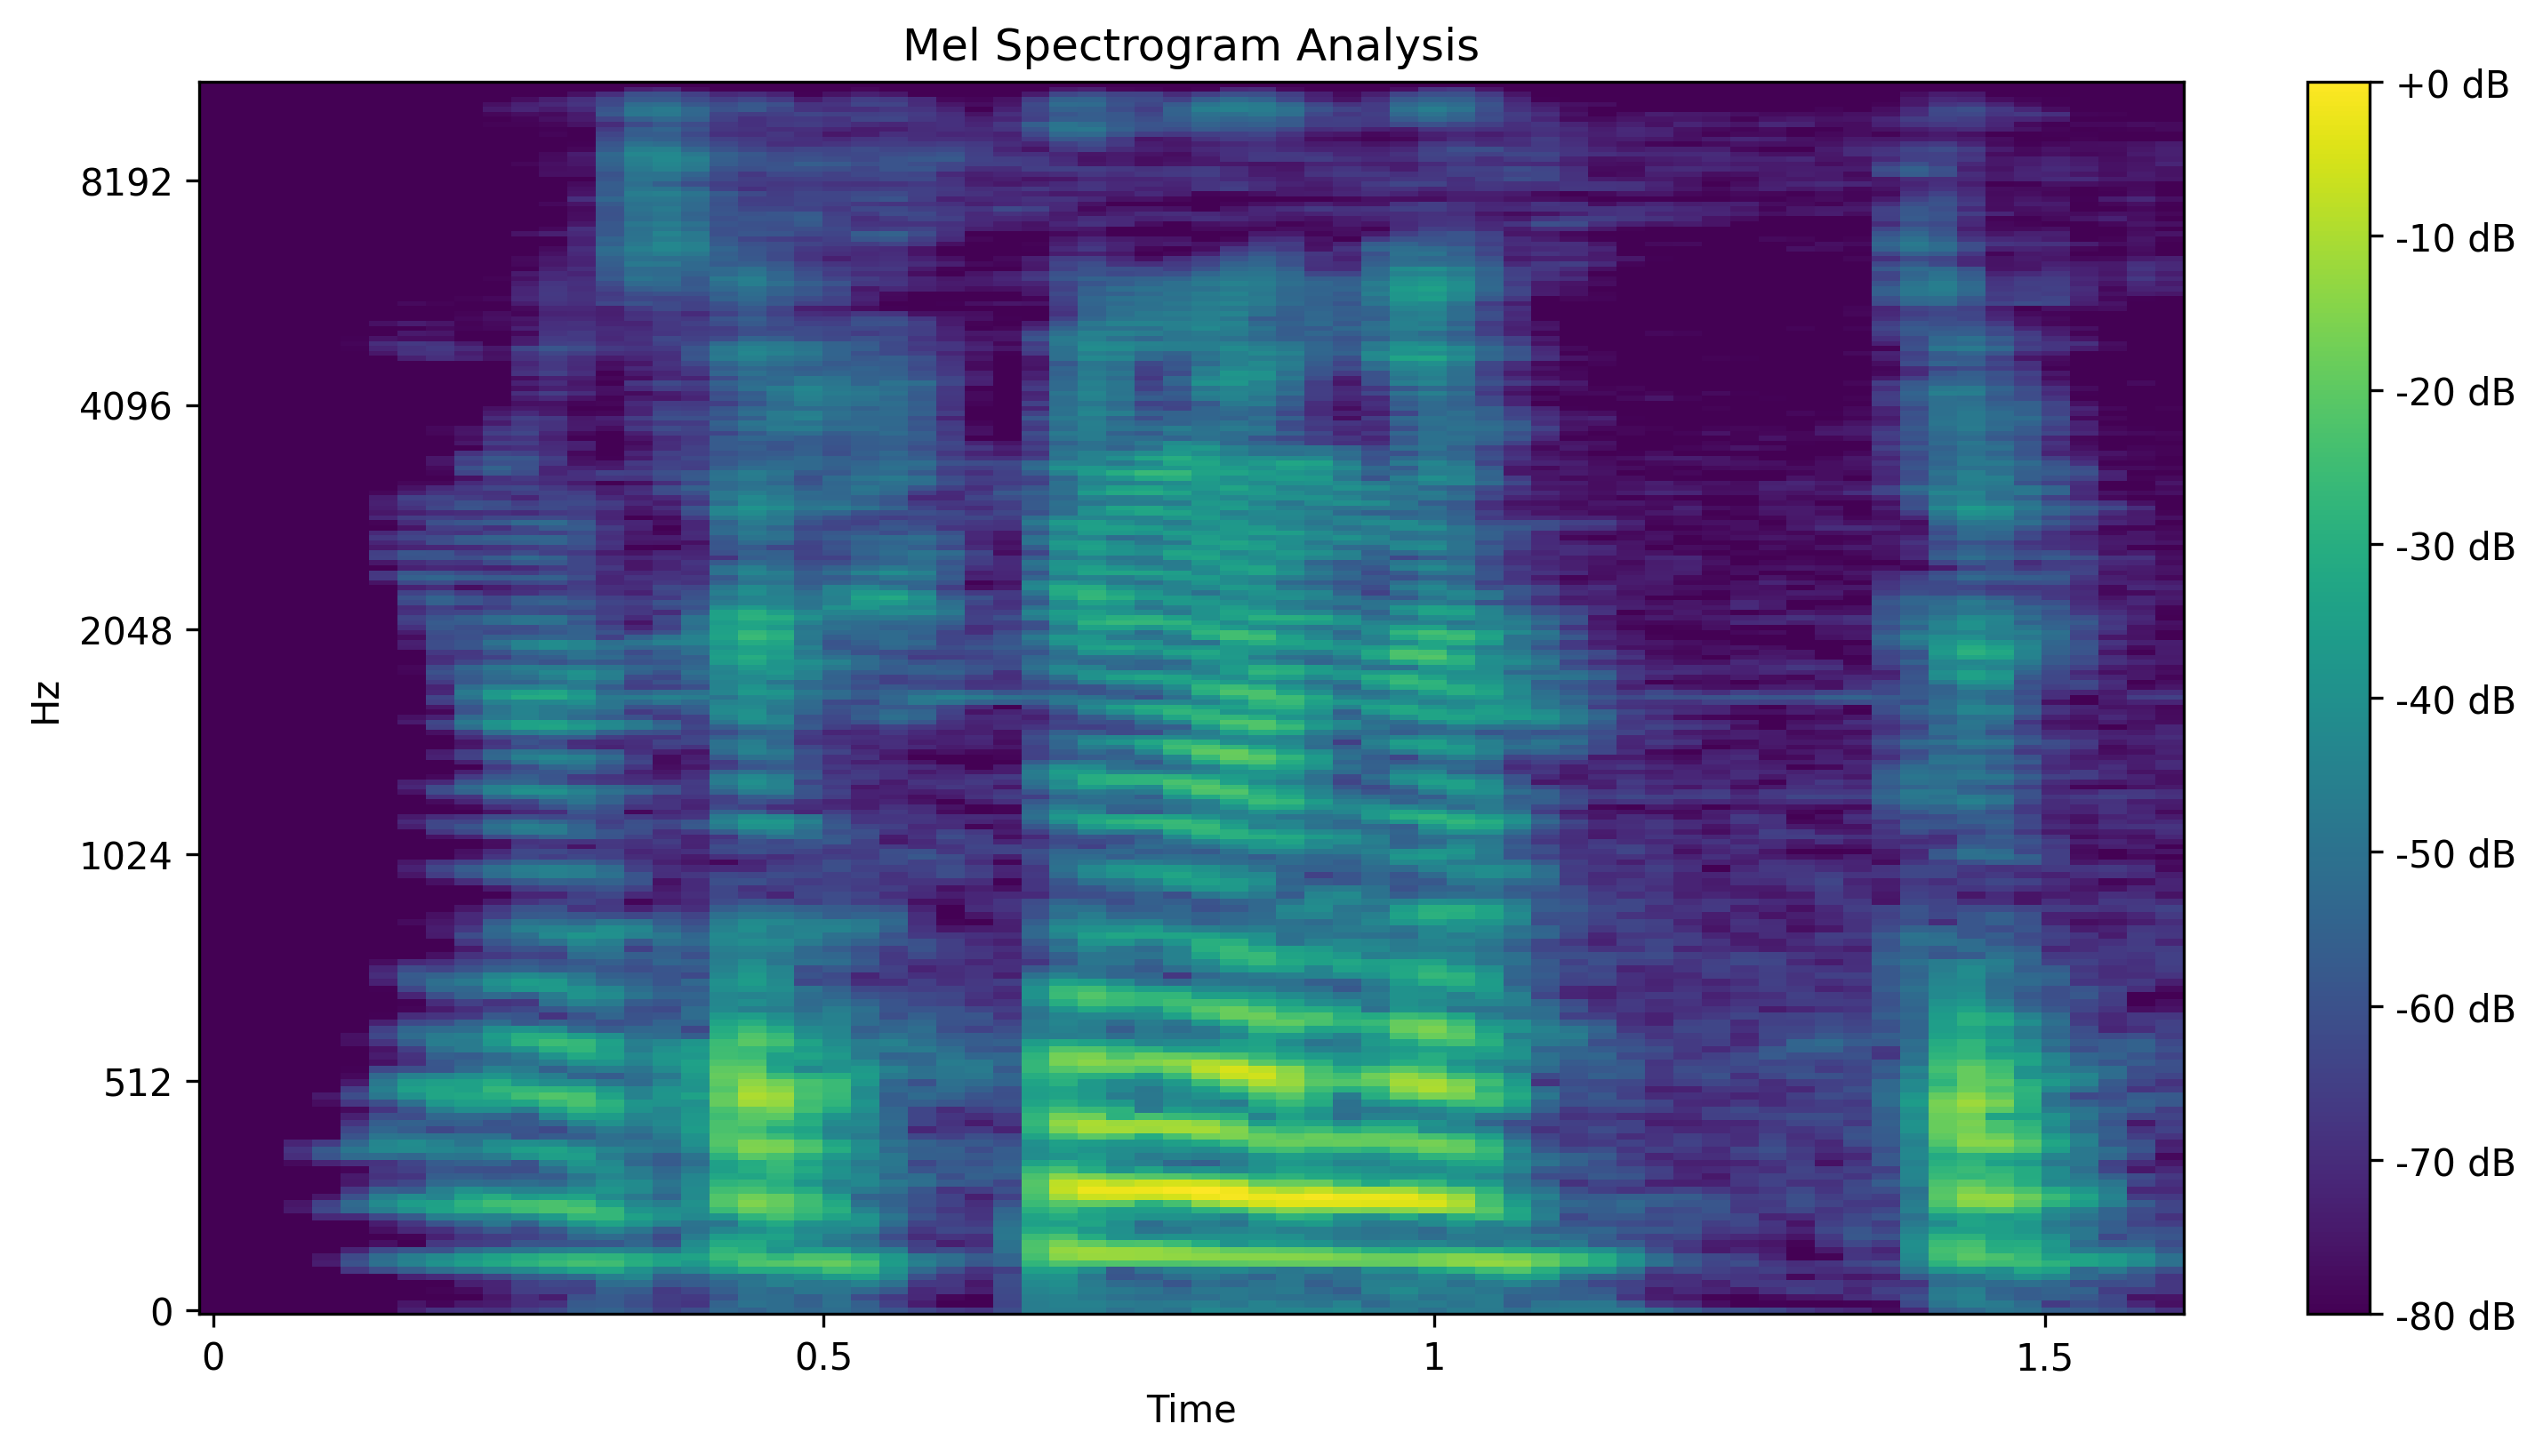 Mel Spectrogram Analysis
+0 dB
8192
-10 dB
-20 dB
4096
-30 dB
2048
Hz
-40 dB
1024
-50 dB
-60 dB
512
-70 dB
0
-80 dB
0 0.5 1 1.5
Time